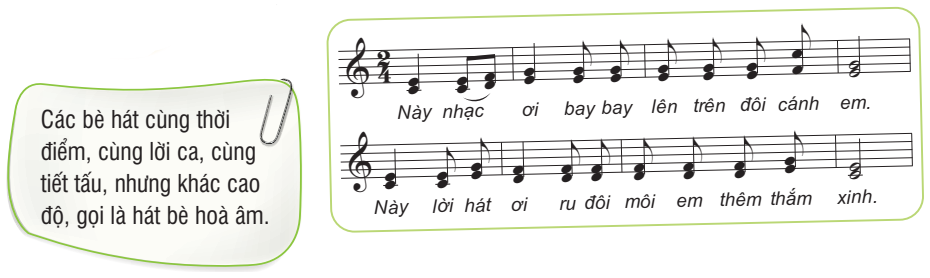 Các bè hát cùng thời
điểm, cùng lời ca, cùng
tiết tấu, nhưng khác cao
độ, gọi là hát bè hoà âm.
2
4
Này nhạc ơi bay bay lên trên đôi cánh em.
Này lời hát ơi ru đôi môi em thêm thắm xinh.